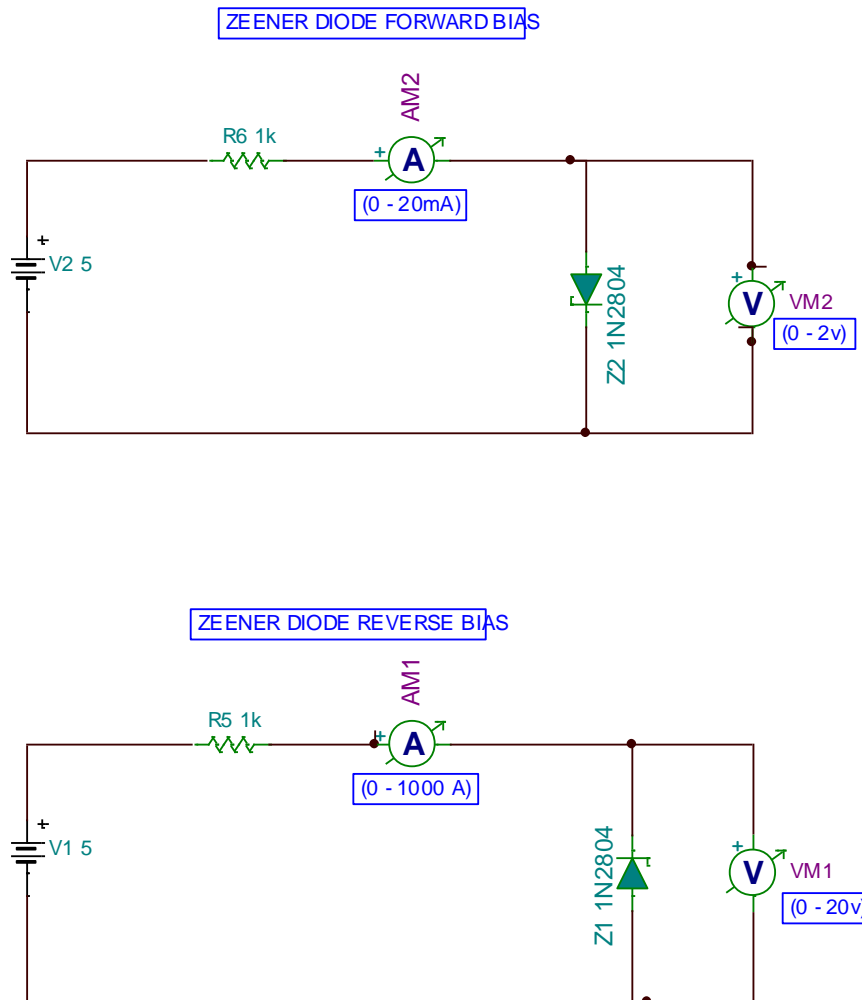 ZEENER DIODE FORWARD BIAS
AM2
R6 1k
+
A
(0 - 20mA)
+
V2 5
Z2 1N2804
+
V
VM2
(0 - 2v)
ZEENER DIODE REVERSE BIAS
AM1
R5 1k
+
A
(0 - 1000 A)
+
V1 5
Z1 1N2804
+
V
VM1
(0 - 20v)